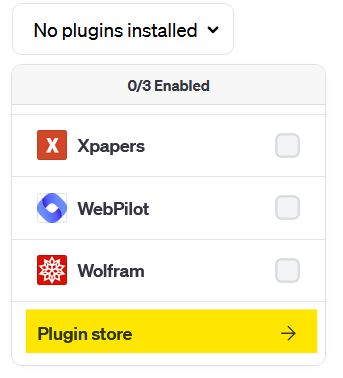 No plugins installed
0/3 Enabled
X Xpapers
WebPilot
Wolfram
Plugin store